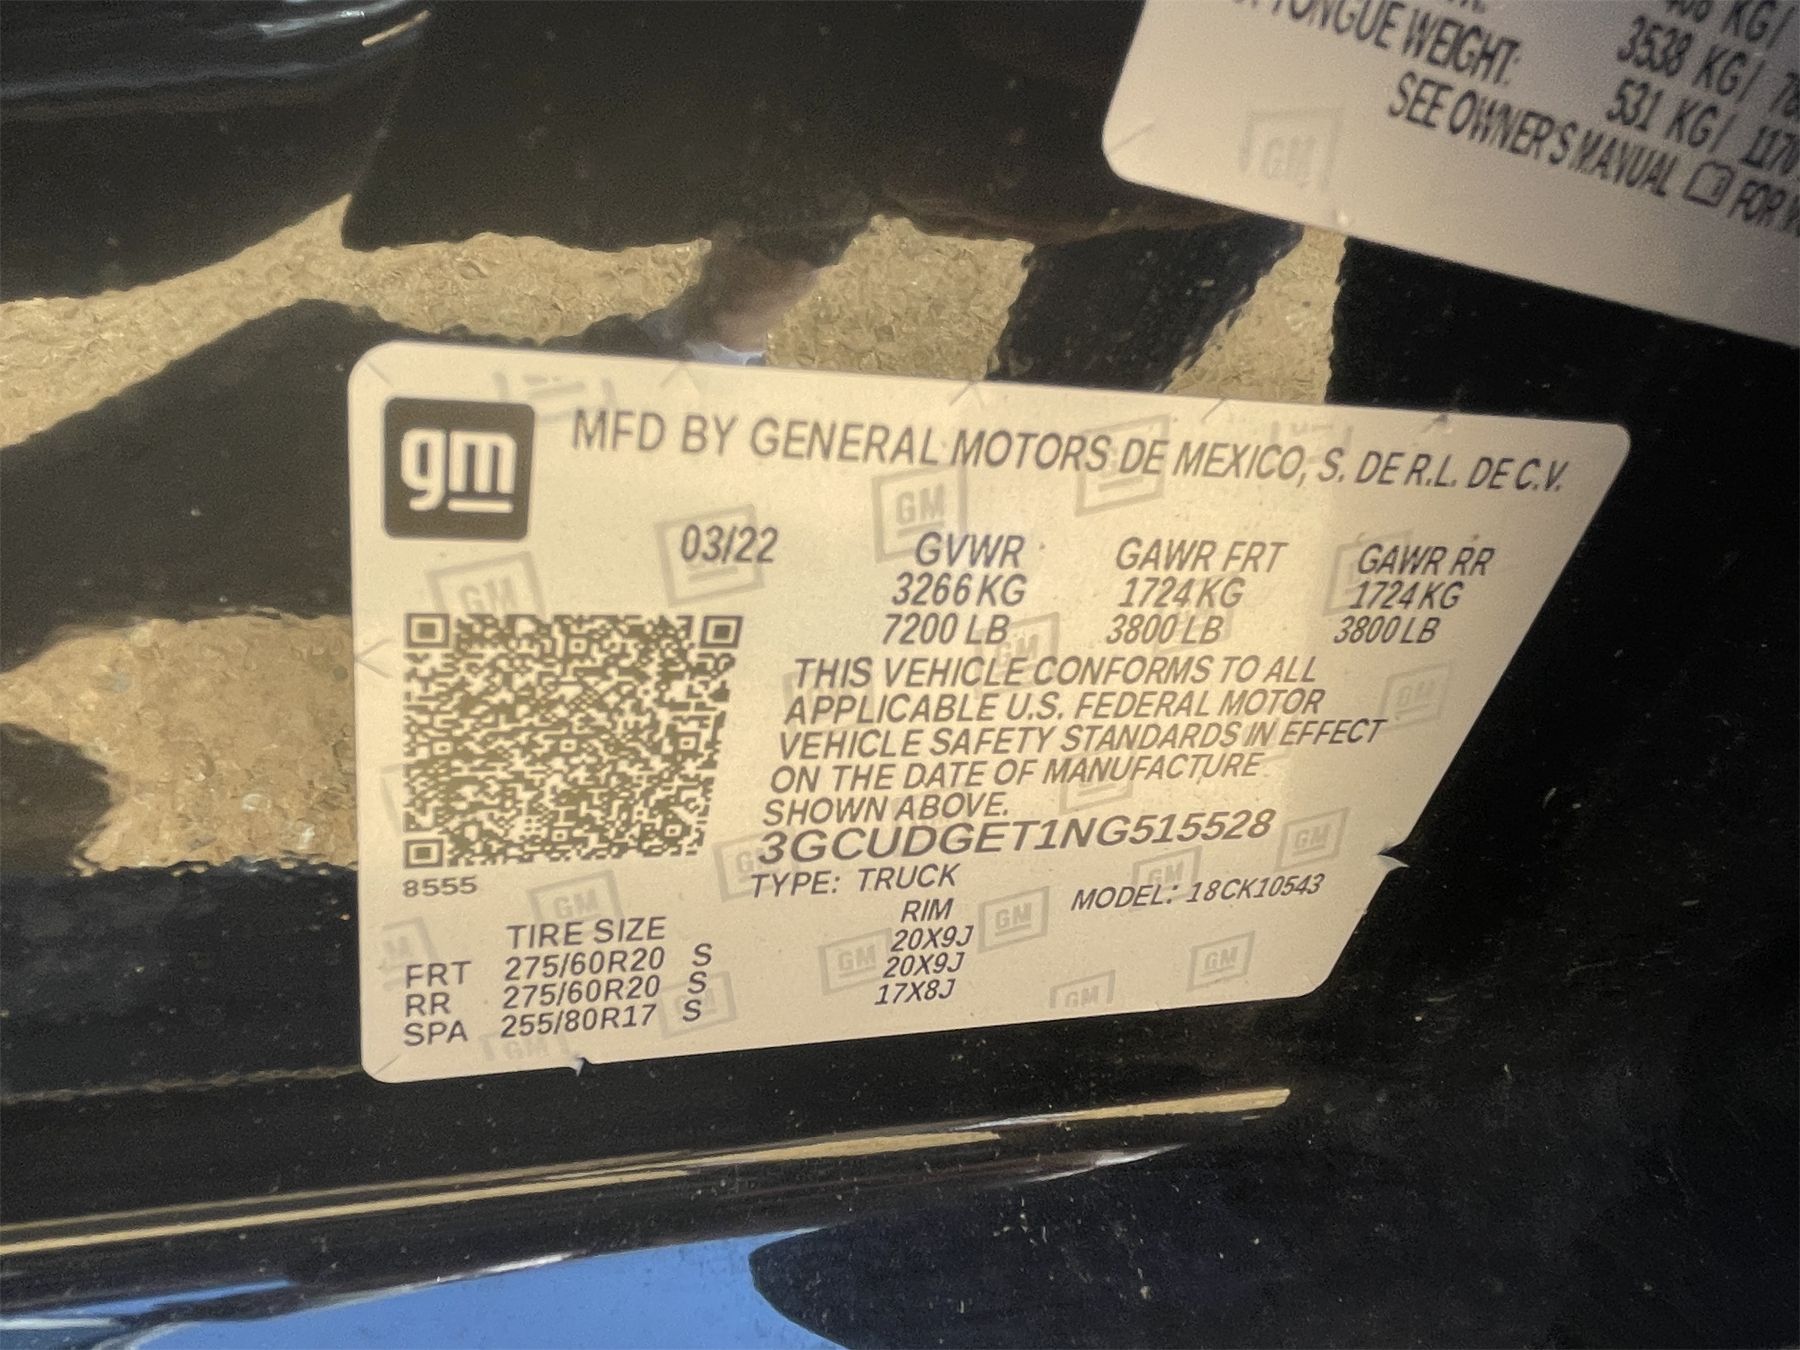 KG/
TONGUE WEIGHT:
3538 KG/
531 KG/
SEE OWNER'S MANUAL
FOR
gm
MFD BY GENERAL MOTORS DE MEXICO, S. DE R.L. DE C.V.
03/22
GVWR GAWR FRT GAWR RR
3266 KG 1724 KG 1724 KG
7200 LB 3800 LB 3800 LB
THIS VEHICLE CONFORMS TO ALL
APPLICABLE U.S. FEDERAL MOTOR
VEHICLE SAFETY STANDARDS IN EFFECT
ON THE DATE OF MANUFACTURE
SHOWN ABOVE.
3GCUDGET1NG515528
8555
TYPE: TRUCK MODEL: 18CK10543
TIRE SIZE RIM
FRT 275/60R20 S 20X9J
RR 275/60R20 S 20X9J
SPA 255/80R17 S 17X8J